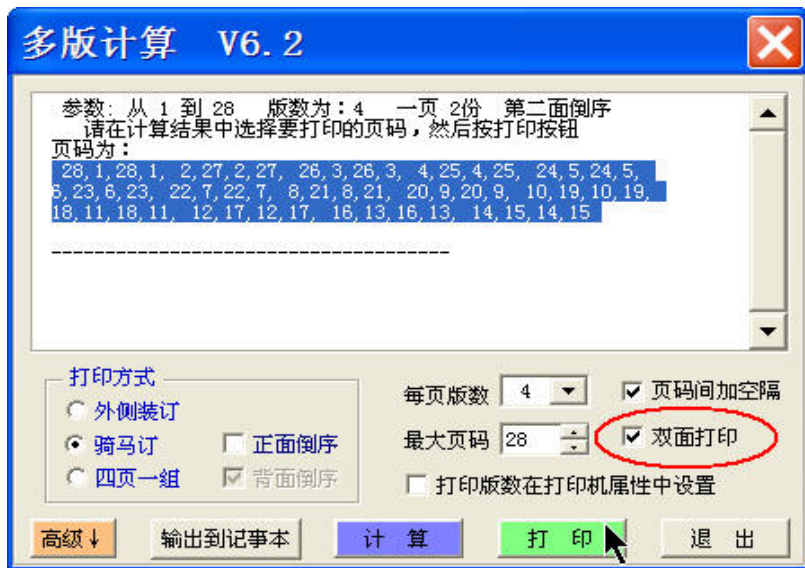 多版计算 V6.2
参数: 从 1 到 28 版数为:4 一页 2份 第二面倒序
请在计算结果中选择要打印的页码,然后按打印按钮
页码为:
28,1,28,1, 2,27,2,27, 26,3,26,3, 4,25,4,25, 24,5,24,5,
6,23,6,23, 22,7,22,7, 8,21,8,21, 20,9,20,9, 10,19,10,19,
18,11,18,11, 12,17,12,17, 16,13,16,13, 14,15,14,15
-------------------------------------
打印方式
外侧装订
骑马订 正面倒序
四页一组 背面倒序
每页版数 4 页码间加空隔
最大页码 28 双面打印
打印版数在打印机属性中设置
高级↓ 输出到记事本 计 算 打 印 退 出